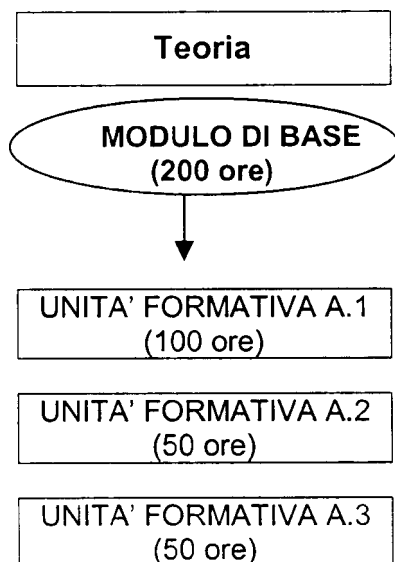 Teoria
MODULO DI BASE
(200 ore)
UNITA' FORMATIVA A.1
(100 ore)
UNITA' FORMATIVA A.2
(50 ore)
UNITA' FORMATIVA A.3
(50 ore)